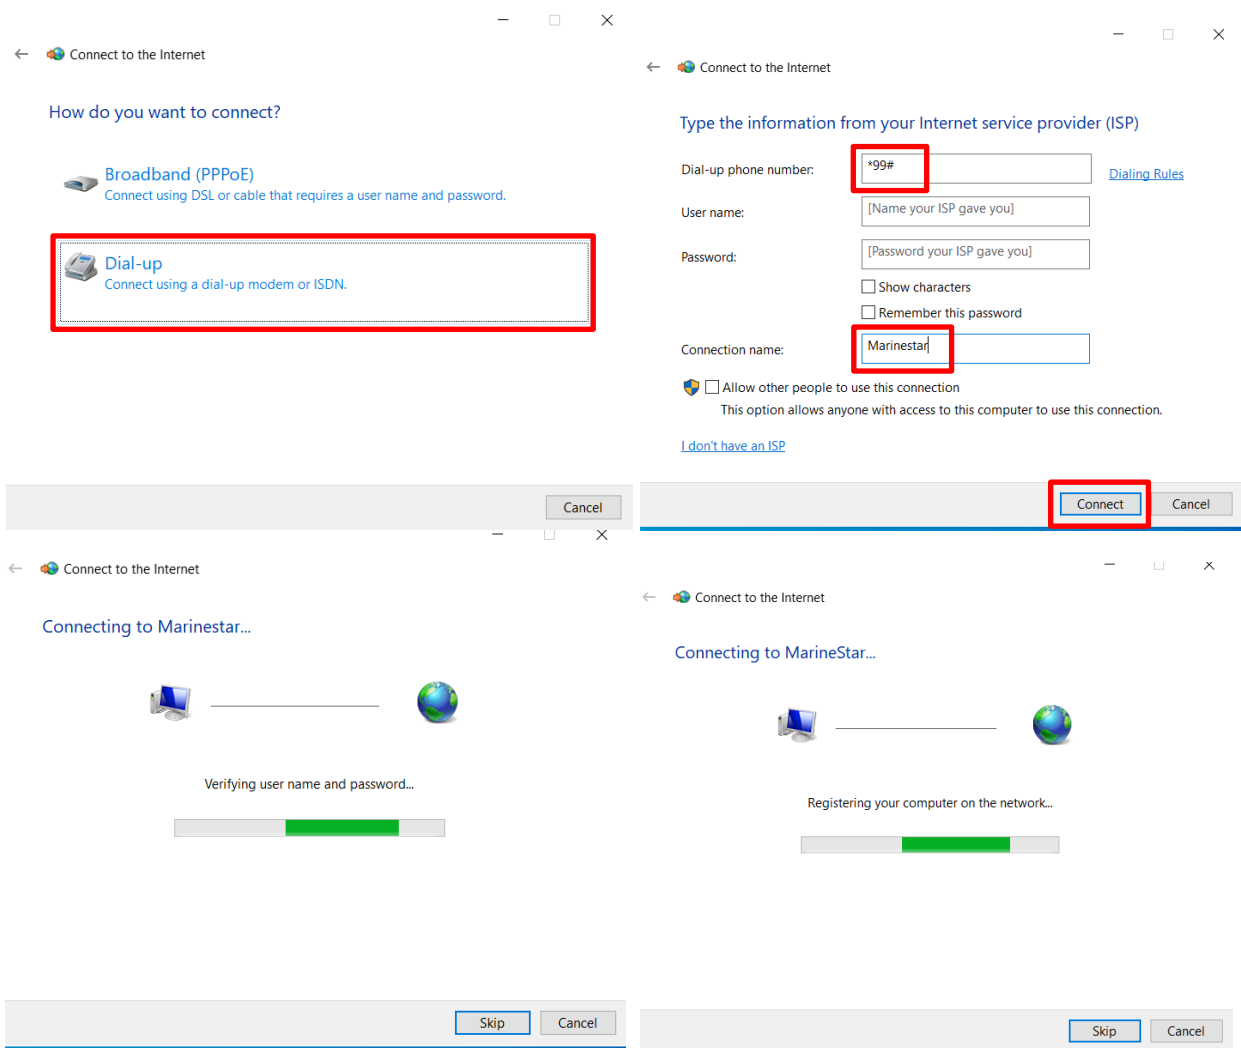 Connect to the Internet
How do you want to connect?
Broadband (PPPoE)
Connect using DSL or cable that requires a user name and password.
Dial-up
Connect using a dial-up modem or ISDN.
Cancel
Connect to the Internet
Type the information from your Internet service provider (ISP)
Dial-up phone number: *99# Dialing Rules
User name: [Name your ISP gave you]
Password: [Password your ISP gave you]
Show characters
Remember this password
Connection name: Marinestar
Allow other people to use this connection
This option allows anyone with access to this computer to use this connection.
I don't have an ISP
Connect Cancel
Connect to the Internet
Connecting to Marinestar...
Verifying user name and password...
Skip Cancel
Connect to the Internet
Connecting to MarineStar...
Registering your computer on the network...
Skip Cancel